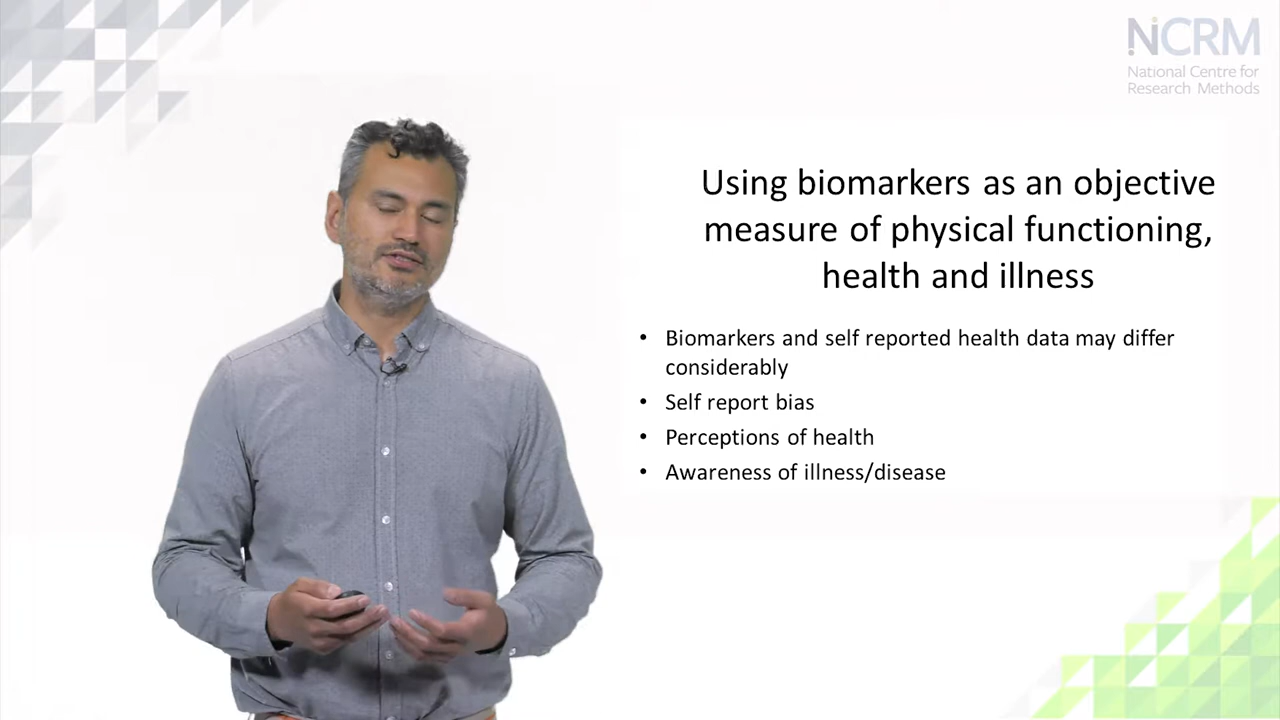 NCRM
National Centre for
Research Methods
Using biomarkers as an objective
measure of physical functioning,
health and illness
• Biomarkers and self reported health data may differ
considerably
• Self report bias
• Perceptions of health
• Awareness of illness/disease